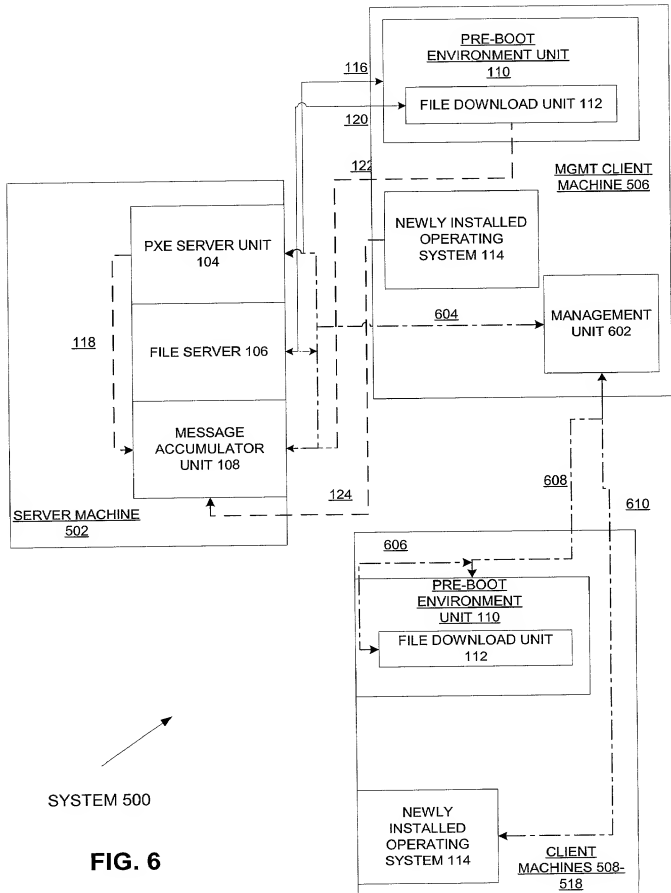 PRE-BOOT
ENVIRONMENT UNIT
110
FILE DOWNLOAD UNIT 112
116
120
122
MGMT CLIENT
MACHINE 506
NEWLY INSTALLED
OPERATING
SYSTEM 114
PXE SERVER UNIT
104
604
MANAGEMENT
UNIT 602
118
FILE SERVER 106
MESSAGE
ACCUMULATOR
UNIT 108
124
SERVER MACHINE
502
608
610
606
PRE-BOOT
ENVIRONMENT
UNIT 110
FILE DOWNLOAD UNIT
112
SYSTEM 500
NEWLY
INSTALLED
OPERATING
SYSTEM 114
CLIENT
MACHINES 508-
518
FIG. 6